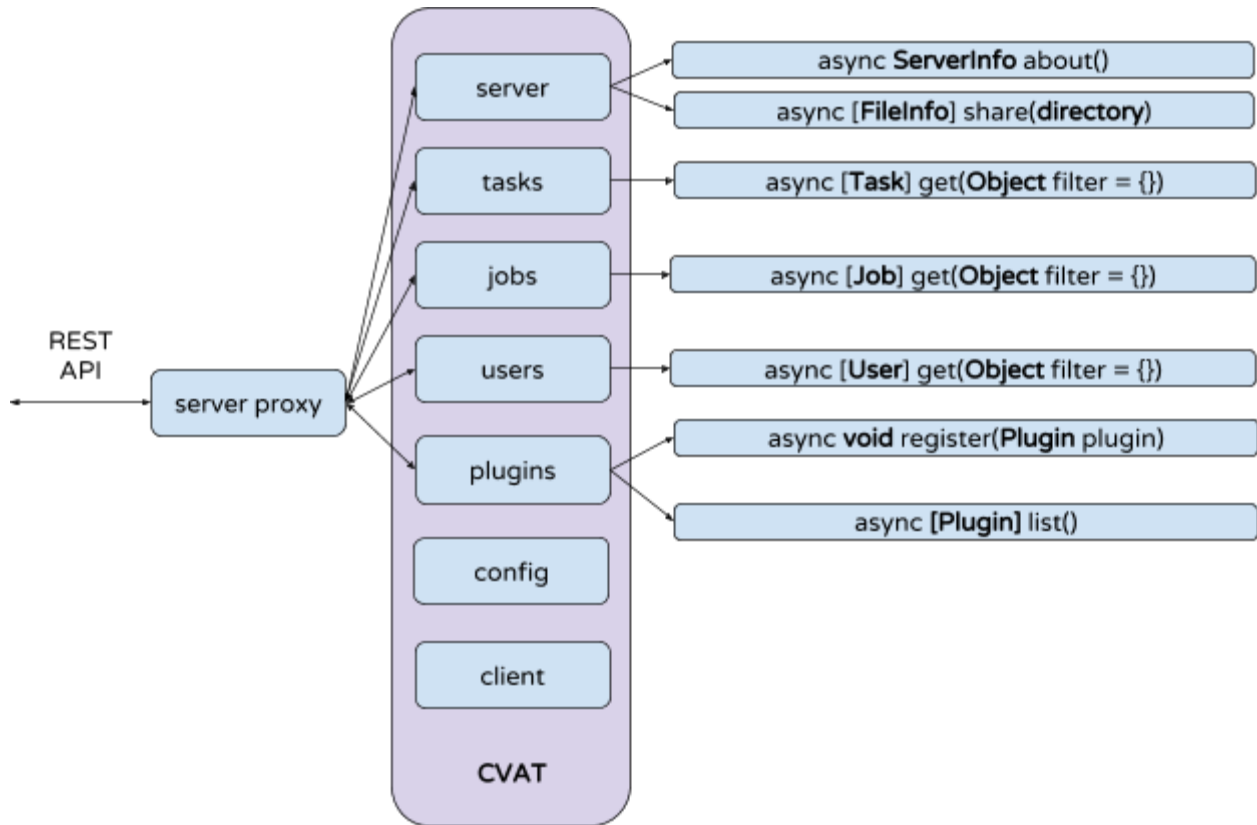 REST
API
server proxy
server
tasks
jobs
users
plugins
config
client
CVAT
async ServerInfo about()
async [FileInfo] share(directory)
async [Task] get(Object filter = {})
async [Job] get(Object filter = {})
async [User] get(Object filter = {})
async void register(Plugin plugin)
async [Plugin] list()